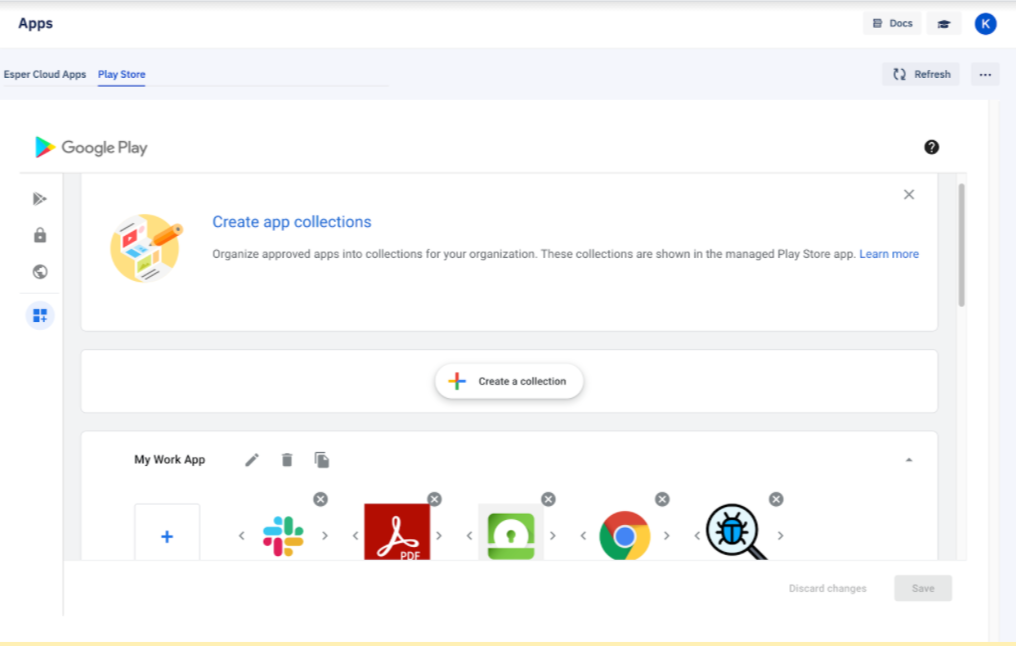 Apps
Docs
K
Esper Cloud Apps
Play Store
Refresh
Google Play
Create app collections
Organize approved apps into collections for your organization. These collections are shown in the managed Play Store app. Learn more
Create a collection
My Work App
PDF
Discard changes
Save